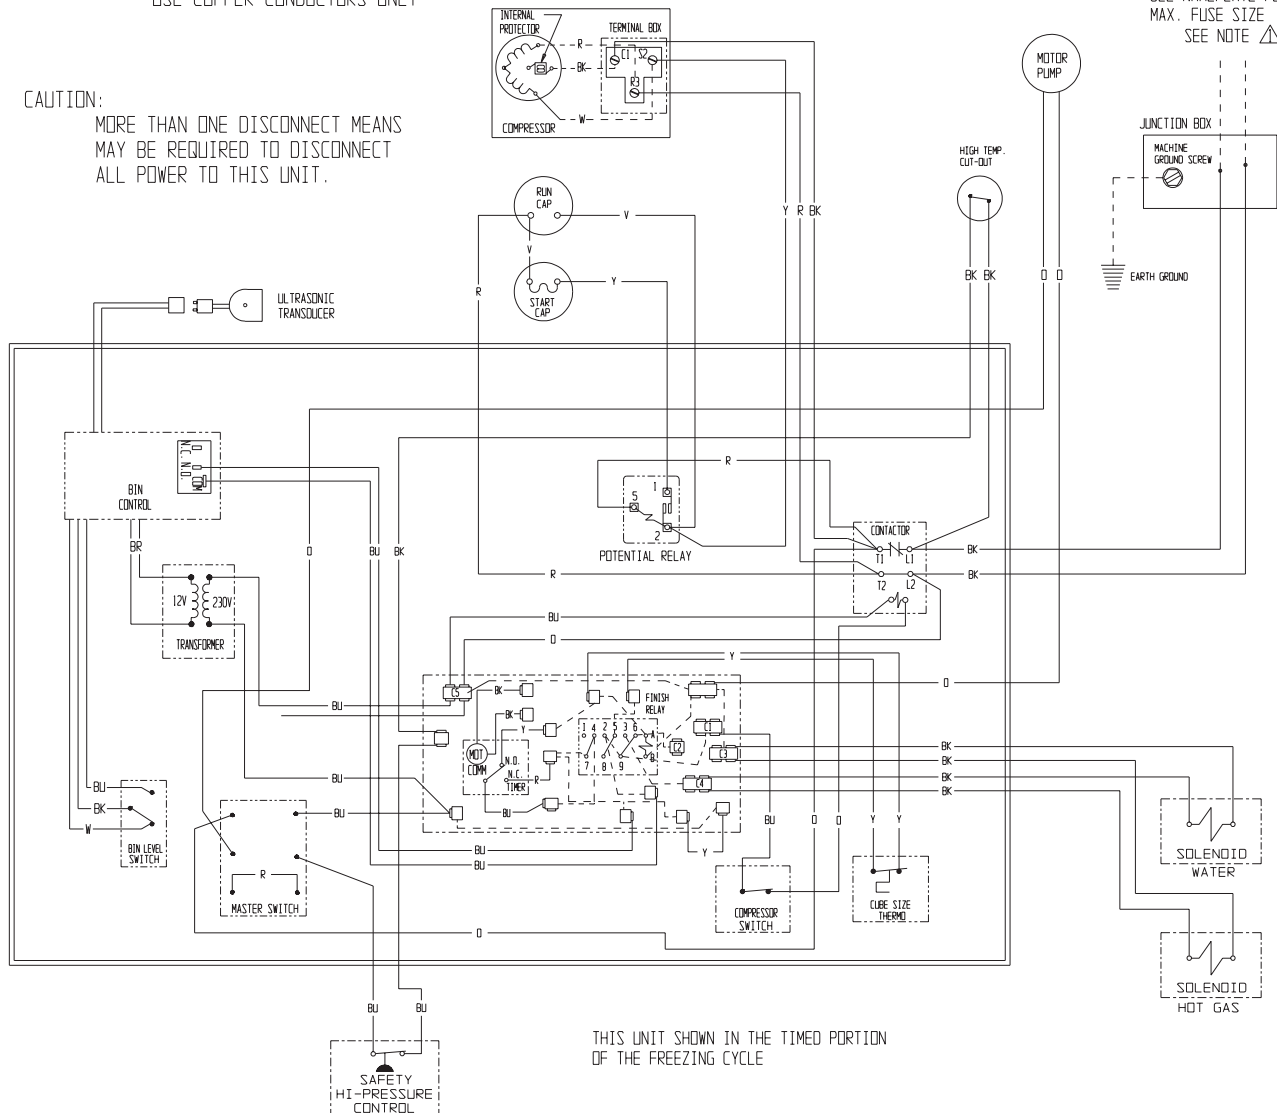 USE COPPER CONDUCTORS ONLY
MAX. FUSE SIZE
SEE NOTE
CAUTION:
MORE THAN ONE DISCONNECT MEANS
MAY BE REQUIRED TO DISCONNECT
ALL POWER TO THIS UNIT.
INTERNAL
PROTECTOR
TERMINAL BOX
R
BK
W
C1
S2
R3
COMPRESSOR
MOTOR
PUMP
JUNCTION BOX
MACHINE
GROUND SCREW
HIGH TEMP.
CUT-OUT
RUN
CAP
V
V
Y
R
START
CAP
Y R BK
BK BK
O O
EARTH GROUND
ULTRASONIC
TRANSDUCER
N.C. N.O. COM
BIN
CONTROL
BR
O
BU
BK
R
1
5
2
POTENTIAL RELAY
CONTACTOR
T1 L1
T2 L2
BK
BK
R
12V 230V
TRANSFORMER
BU
O
Y
O
C5
BK
BK
Y
FINISH
RELAY
1 4 2 5 3 6 A
7 8 9 B
C1
C2
C3
C4
MOT
COMM
N.O.
N.C.
TIMER
R
BU
BU
BU
BU
BU
BU
Y
BU
BK
W
BIN LEVEL
SWITCH
R
MASTER SWITCH
O
BU
O O
Y Y
COMPRESSOR
SWITCH
CUBE SIZE
THERMO
BK
BK
BK
BK
SOLENOID
WATER
SOLENOID
HOT GAS
BU BU
SAFETY
HI-PRESSURE
CONTROL
THIS UNIT SHOWN IN THE TIMED PORTION
OF THE FREEZING CYCLE